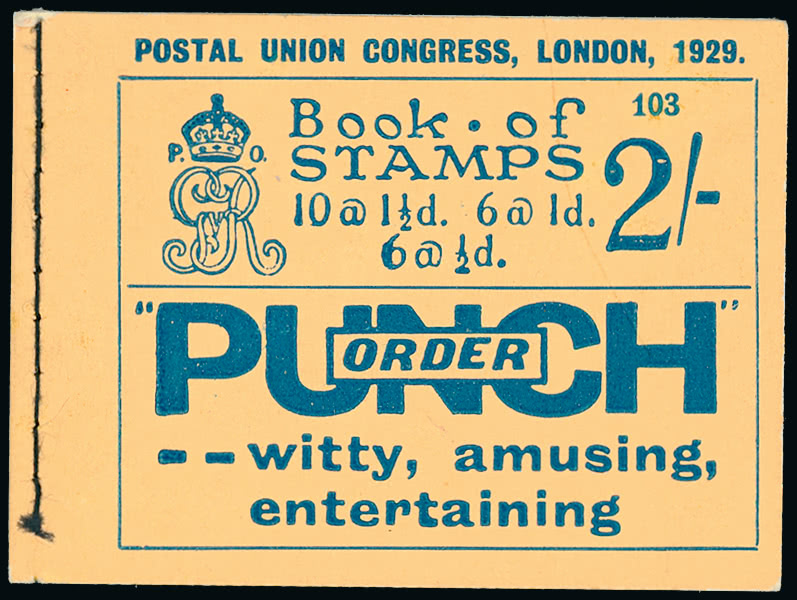 POSTAL UNION CONGRESS, LONDON, 1929.
103
Book · of
STAMPS
2/-
P. O.
GRV
10 @ 1½d. 6 @ 1d.
6 @ ½d.
"PUNCH"
ORDER
-- witty, amusing,
entertaining